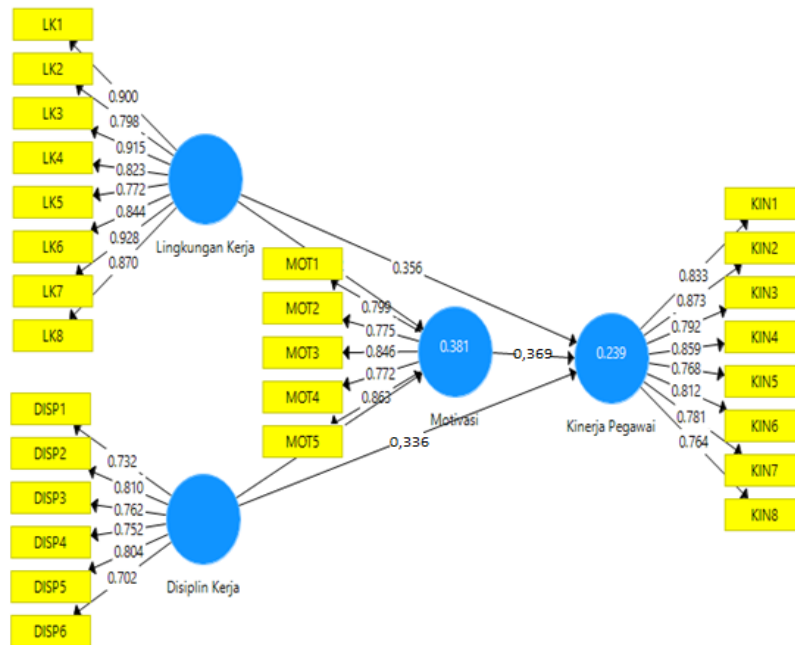 LK1
LK2
LK3
LK4
LK5
LK6
LK7
LK8
0.900
0.798
0.915
0.823
0.772
0.844
0.928
0.870
Lingkungan Kerja
DISP1
DISP2
DISP3
DISP4
DISP5
DISP6
0.732
0.810
0.762
0.752
0.804
0.702
Disiplin Kerja
MOT1
MOT2
MOT3
MOT4
MOT5
0.799
0.775
0.846
0.772
0.863
0.381
Motivasi
0.356
0,369
0,336
0.239
Kinerja Pegawai
0.833
0.873
0.792
0.859
0.768
0.812
0.781
0.764
KIN1
KIN2
KIN3
KIN4
KIN5
KIN6
KIN7
KIN8